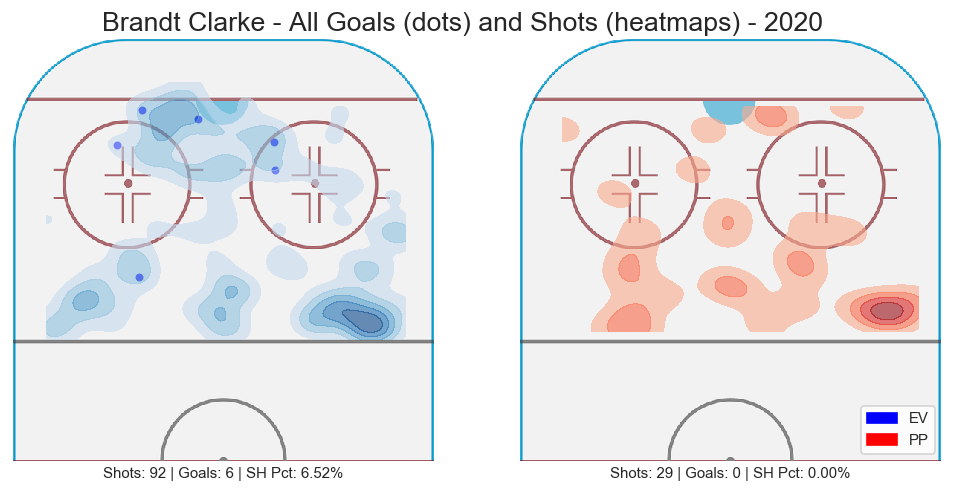 Brandt Clarke - All Goals (dots) and Shots (heatmaps) - 2020
EV
PP
Shots: 92 | Goals: 6 | SH Pct: 6.52%
Shots: 29 | Goals: 0 | SH Pct: 0.00%